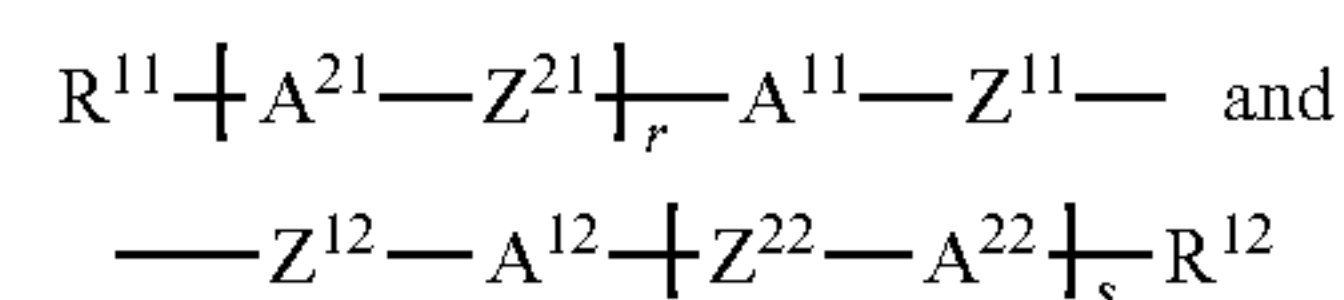 R¹¹—[A²¹—Z²¹]ᵣ—A¹¹—Z¹¹— and
—Z¹²—A¹²—[Z²²—A²²]ₛ—R¹²